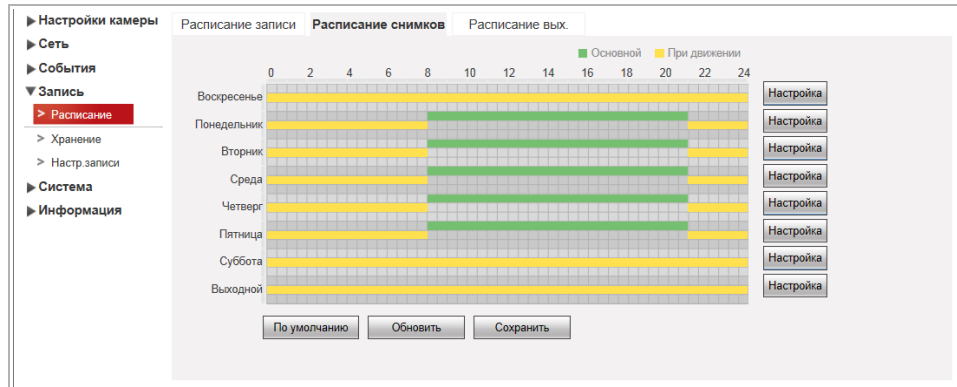 Настройки камеры
Сеть
События
Запись
> Расписание
> Хранение
> Настр.записи
Система
Информация
Расписание записи Расписание снимков Расписание вых.
Основной При движении
0 2 4 6 8 10 12 14 16 18 20 22 24
Воскресенье Настройка
Понедельник Настройка
Вторник Настройка
Среда Настройка
Четверг Настройка
Пятница Настройка
Суббота Настройка
Выходной Настройка
По умолчанию Обновить Сохранить